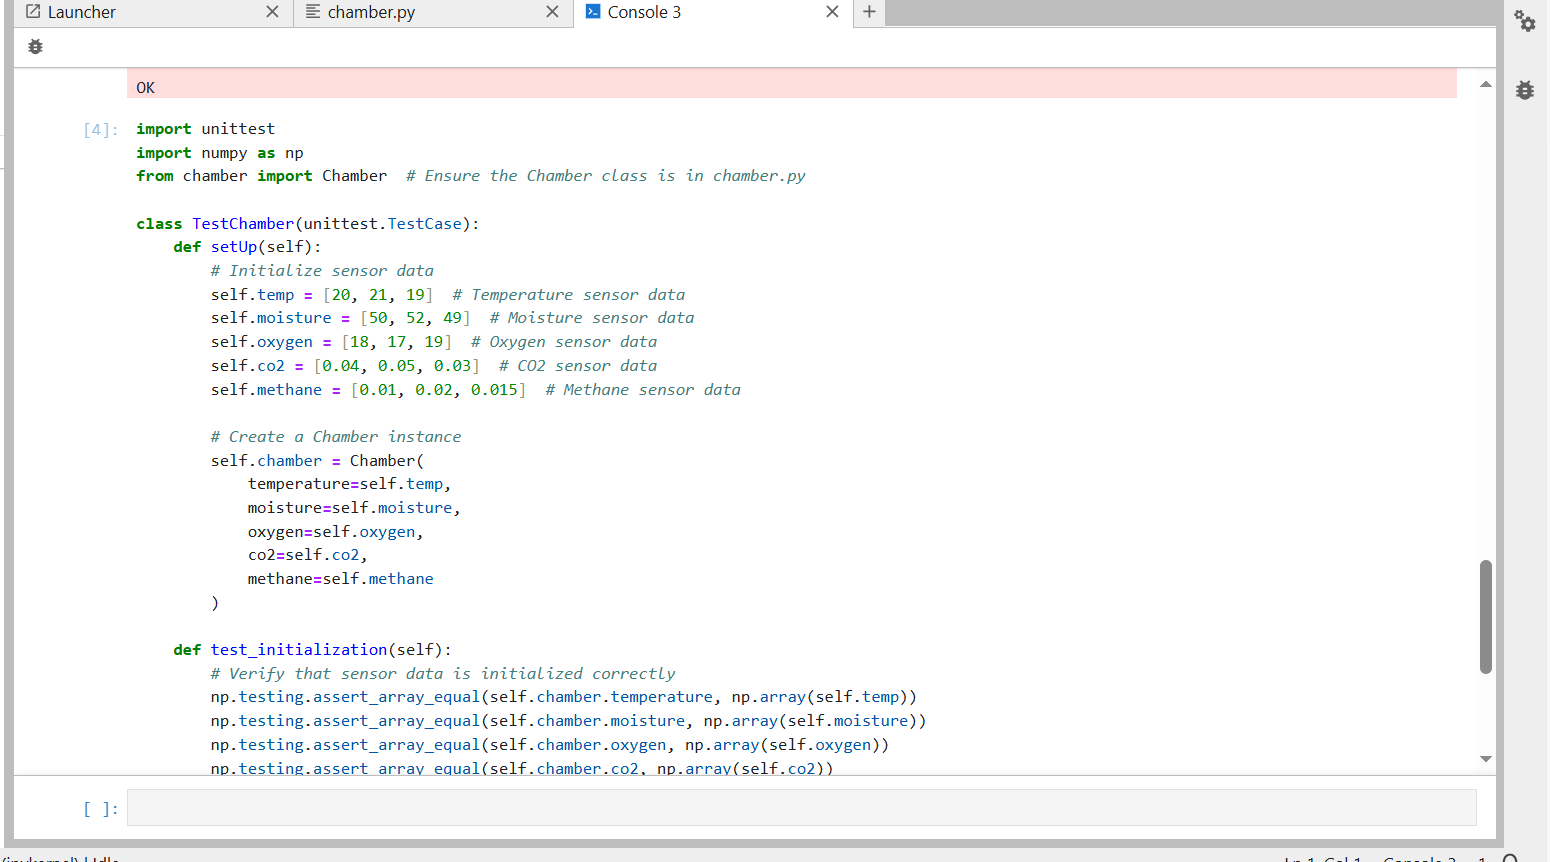 Launcher
chamber.py
Console 3
OK
[4]:
import unittest
import numpy as np
from chamber import Chamber  # Ensure the Chamber class is in chamber.py
class TestChamber(unittest.TestCase):
    def setUp(self):
        # Initialize sensor data
        self.temp = [20, 21, 19]  # Temperature sensor data
        self.moisture = [50, 52, 49]  # Moisture sensor data
        self.oxygen = [18, 17, 19]  # Oxygen sensor data
        self.co2 = [0.04, 0.05, 0.03]  # CO2 sensor data
        self.methane = [0.01, 0.02, 0.015]  # Methane sensor data
        # Create a Chamber instance
        self.chamber = Chamber(
            temperature=self.temp,
            moisture=self.moisture,
            oxygen=self.oxygen,
            co2=self.co2,
            methane=self.methane
        )
    def test_initialization(self):
        # Verify that sensor data is initialized correctly
        np.testing.assert_array_equal(self.chamber.temperature, np.array(self.temp))
        np.testing.assert_array_equal(self.chamber.moisture, np.array(self.moisture))
        np.testing.assert_array_equal(self.chamber.oxygen, np.array(self.oxygen))
        np.testing.assert_array_equal(self.chamber.co2, np.array(self.co2))
[ ]:
(ipykernel) | Idle
Ln 1, Col 1 Console 3 1